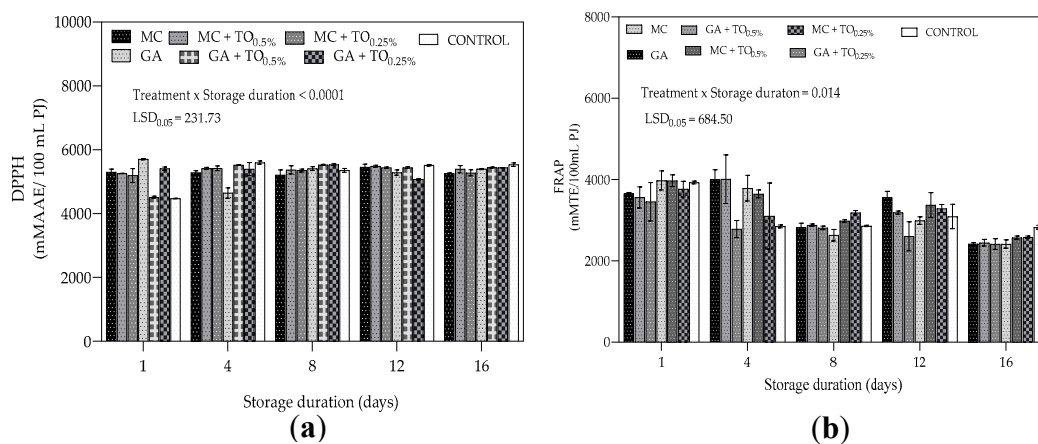 10000
8000
6000
4000
2000
0
DPPH
(mMAAE/ 100 mL PJ)
MC MC + TO0.5% MC + TO0.25% CONTROL
GA GA + TO0.5% GA + TO0.25%
Treatment x Storage duration < 0.0001
LSD0.05 = 231.73
1 4 8 12 16
Storage duration (days)
(a)
8000
6000
4000
2000
0
FRAP
(mMTE/100mL PJ)
MC GA + TO0.5% MC + TO0.25% CONTROL
GA MC + TO0.5% GA + TO0.25%
Treatment x Storage duraton = 0.014
LSD0.05 = 684.50
1 4 8 12 16
Storage duration (days)
(b)